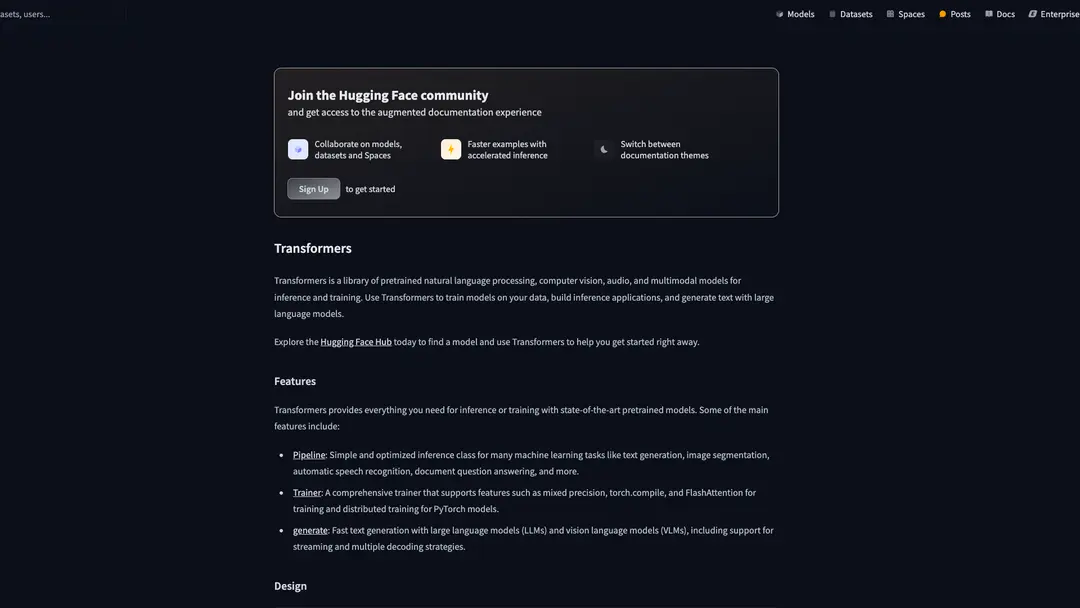 asets, users...
Models Datasets Spaces Posts Docs Enterprise
Join the Hugging Face community
and get access to the augmented documentation experience
Collaborate on models,
datasets and Spaces
Faster examples with
accelerated inference
Switch between
documentation themes
Sign Up to get started
Transformers
Transformers is a library of pretrained natural language processing, computer vision, audio, and multimodal models for
inference and training. Use Transformers to train models on your data, build inference applications, and generate text with large
language models.
Explore the Hugging Face Hub today to find a model and use Transformers to help you get started right away.
Features
Transformers provides everything you need for inference or training with state-of-the-art pretrained models. Some of the main
features include:
• Pipeline: Simple and optimized inference class for many machine learning tasks like text generation, image segmentation,
automatic speech recognition, document question answering, and more.
• Trainer: A comprehensive trainer that supports features such as mixed precision, torch.compile, and FlashAttention for
training and distributed training for PyTorch models.
• generate: Fast text generation with large language models (LLMs) and vision language models (VLMs), including support for
streaming and multiple decoding strategies.
Design